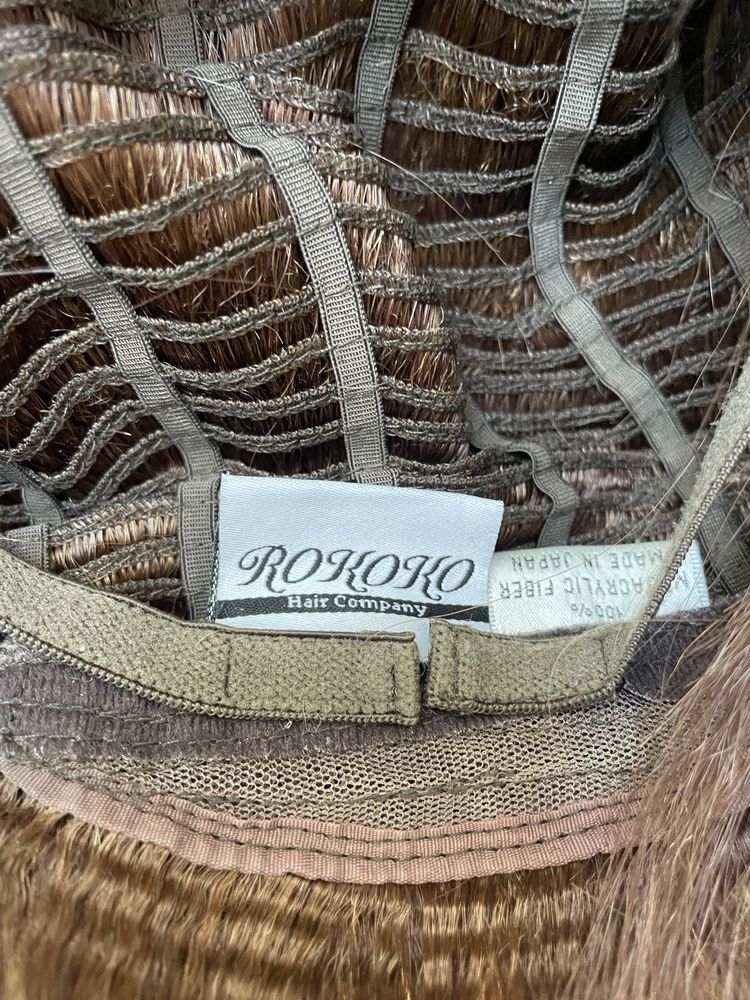 ROKOKO
Hair Company
100%
ACRYLIC FIBER
MADE IN JAPAN